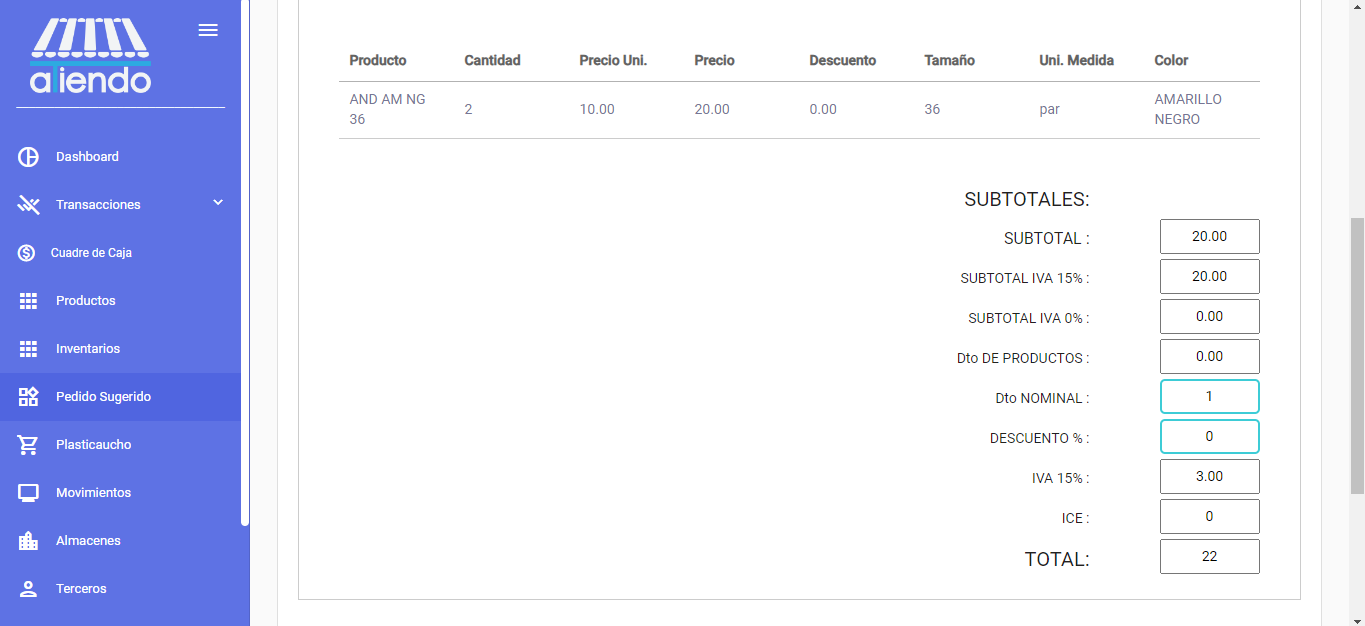 aTiendo
Dashboard
Transacciones
Cuadre de Caja
Productos
Inventarios
Pedido Sugerido
Plasticaucho
Movimientos
Almacenes
Terceros
Producto Cantidad Precio Uni. Precio Descuento Tamaño Uni. Medida Color
AND AM NG 36 2 10.00 20.00 0.00 36 par AMARILLO NEGRO
SUBTOTALES:
SUBTOTAL : 20.00
SUBTOTAL IVA 15% : 20.00
SUBTOTAL IVA 0% : 0.00
Dto DE PRODUCTOS : 0.00
Dto NOMINAL : 1
DESCUENTO % : 0
IVA 15% : 3.00
ICE : 0
TOTAL: 22